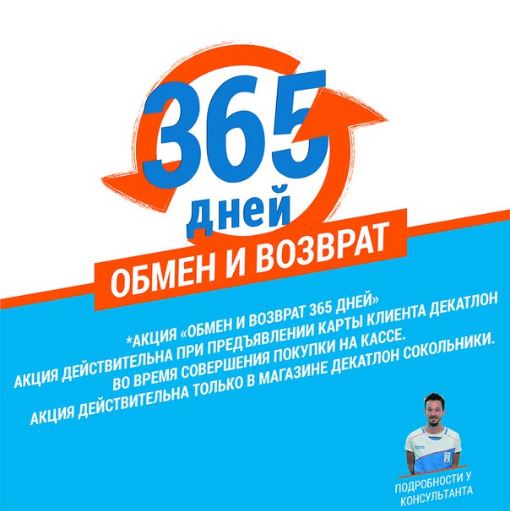 365
дней
ОБМЕН И ВОЗВРАТ
*АКЦИЯ «ОБМЕН И ВОЗВРАТ 365 ДНЕЙ»
АКЦИЯ ДЕЙСТВИТЕЛЬНА ПРИ ПРЕДЪЯВЛЕНИИ КАРТЫ КЛИЕНТА ДЕКАТЛОН
ВО ВРЕМЯ СОВЕРШЕНИЯ ПОКУПКИ НА КАССЕ.
АКЦИЯ ДЕЙСТВИТЕЛЬНА ТОЛЬКО В МАГАЗИНЕ ДЕКАТЛОН СОКОЛЬНИКИ.
ПОДРОБНОСТИ У
КОНСУЛЬТАНТА